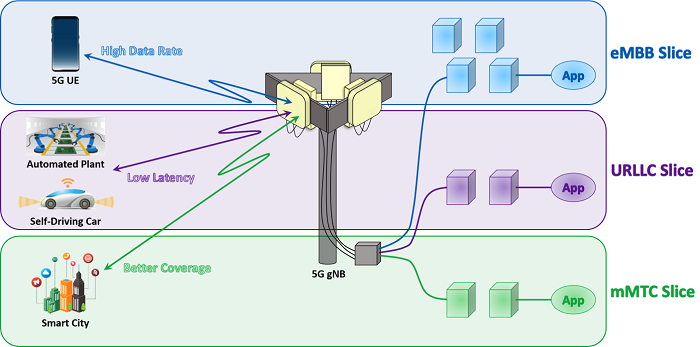 High Data Rate
5G UE
App
eMBB Slice
Automated Plant
Low Latency
Self-Driving Car
App
URLLC Slice
Better Coverage
5G gNB
Smart City
App
mMTC Slice